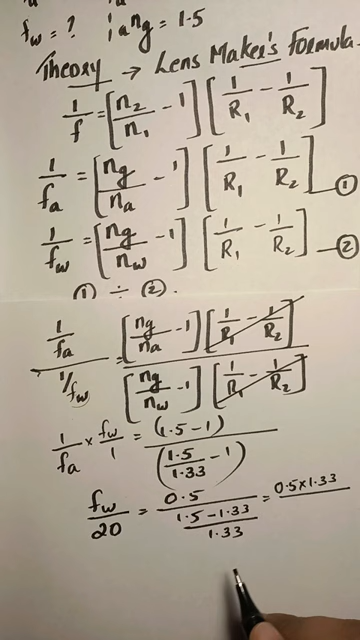 f_w = ? ; a n g = 1.5
Theory → Lens Maker's Formula.
1/f = [n₂/n₁ - 1] [1/R₁ - 1/R₂]
1/f_a = [n_g/n_a - 1] [1/R₁ - 1/R₂] — ①
1/f_w = [n_g/n_w - 1] [1/R₁ - 1/R₂] — ②
① ÷ ②.
(1/f_a)/(1/f_w) = ([n_g/n_a - 1] [1/R₁ - 1/R₂])/([n_g/n_w - 1] [1/R₁ - 1/R₂])
1/f_a × f_w/1 = (1.5 - 1)/(1.5/1.33 - 1)
f_w/20 = 0.5/((1.5 - 1.33)/1.33) = 0.5×1.33